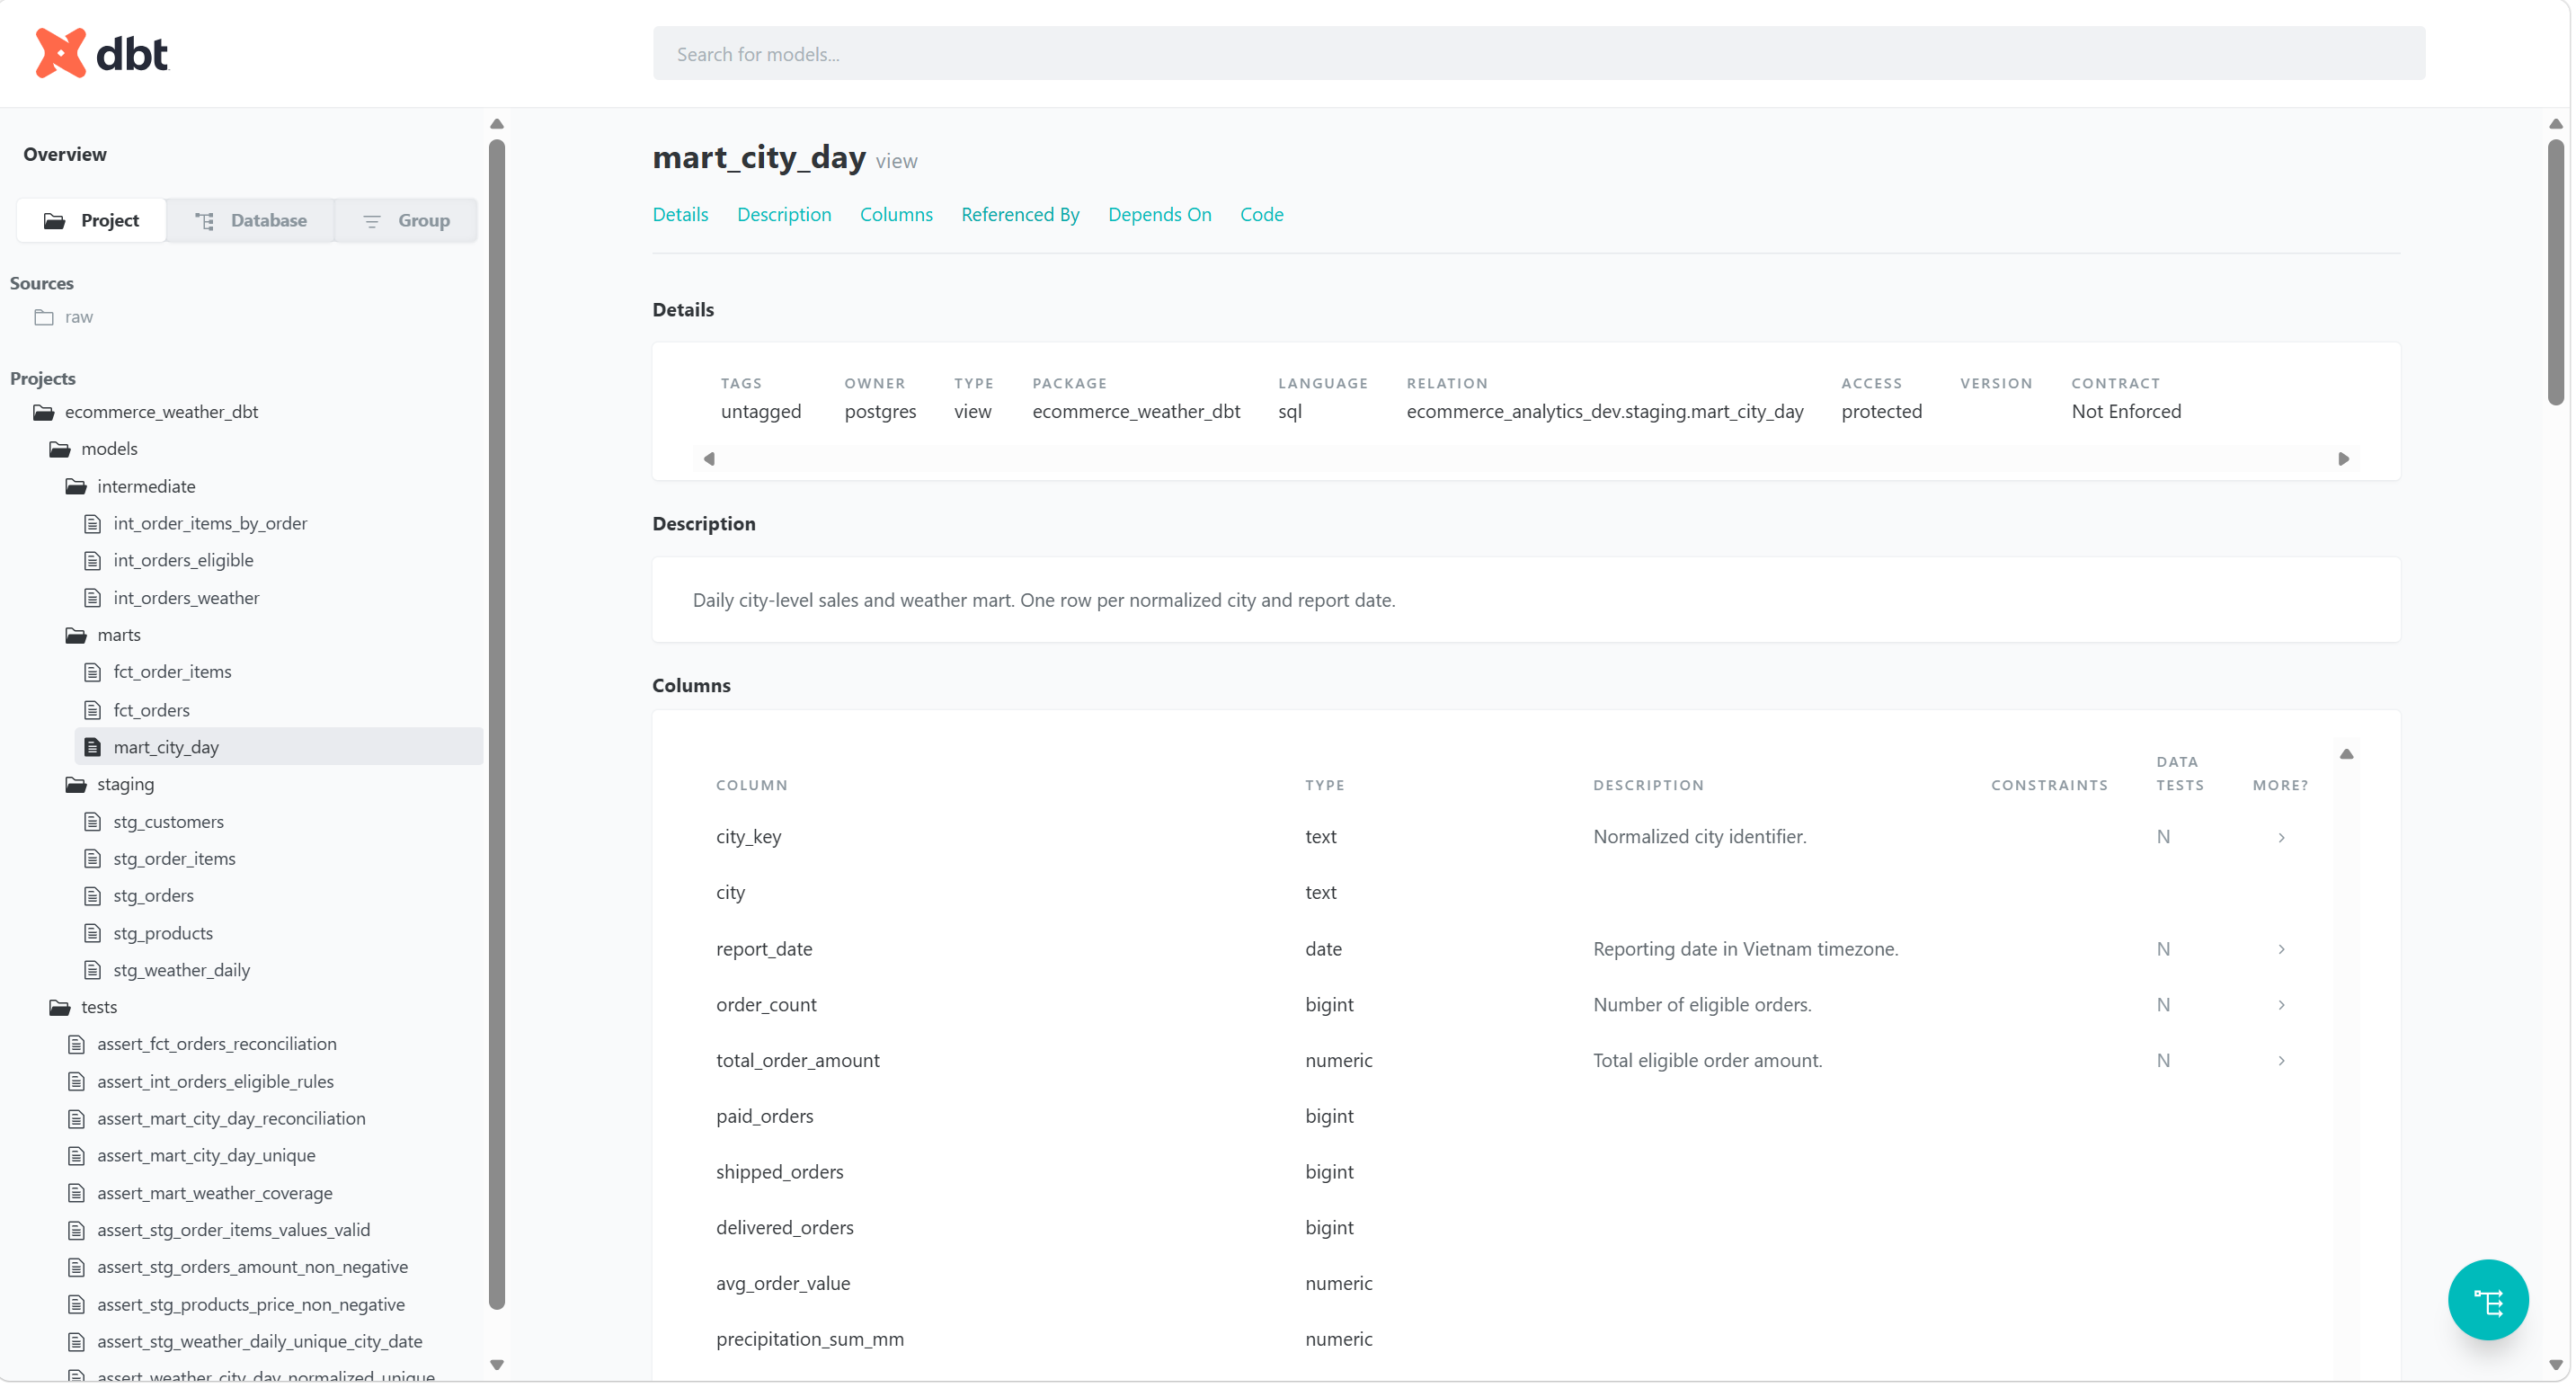 dbt
Search for models...
Overview
Project Database Group
Sources
raw
Projects
ecommerce_weather_dbt
models
intermediate
int_order_items_by_order
int_orders_eligible
int_orders_weather
marts
fct_order_items
fct_orders
mart_city_day
staging
stg_customers
stg_order_items
stg_orders
stg_products
stg_weather_daily
tests
assert_fct_orders_reconciliation
assert_int_orders_eligible_rules
assert_mart_city_day_reconciliation
assert_mart_city_day_unique
assert_mart_weather_coverage
assert_stg_order_items_values_valid
assert_stg_orders_amount_non_negative
assert_stg_products_price_non_negative
assert_stg_weather_daily_unique_city_date
assert_weather_city_day_normalized_unique
mart_city_day view
Details Description Columns Referenced By Depends On Code
Details
TAGS OWNER TYPE PACKAGE LANGUAGE RELATION ACCESS VERSION CONTRACT
untagged postgres view ecommerce_weather_dbt sql ecommerce_analytics_dev.staging.mart_city_day protected Not Enforced
Description
Daily city-level sales and weather mart. One row per normalized city and report date.
Columns
COLUMN TYPE DESCRIPTION CONSTRAINTS DATA TESTS MORE?
city_key text Normalized city identifier. N
city text
report_date date Reporting date in Vietnam timezone. N
order_count bigint Number of eligible orders. N
total_order_amount numeric Total eligible order amount. N
paid_orders bigint
shipped_orders bigint
delivered_orders bigint
avg_order_value numeric
precipitation_sum_mm numeric